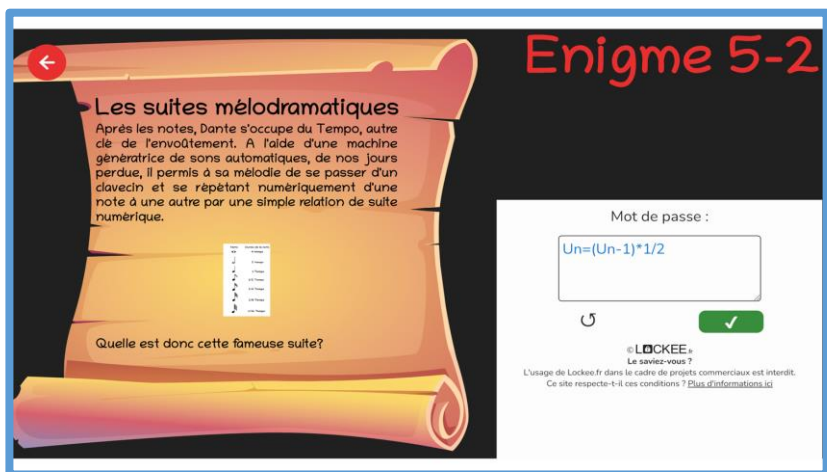 Enigme 5-2
Les suites mélodramatiques
Après les notes, Dante s'occupe du Tempo, autre
clé de l'envoûtement. A l'aide d'une machine
génératrice de sons automatiques, de nos jours
perdue, il permis à sa mélodie de se passer d'un
clavecin et se répétant numériquement d'une
note à une autre par une simple relation de suite
numérique.
Quelle est donc cette fameuse suite?
Mot de passe :
Un=(Un-1)*1/2
© LOCKEE
Le saviez-vous ?
L'usage de Lockee.fr dans le cadre de projets commerciaux est interdit.
Ce site respecte-t-il ces conditions ? Plus d'informations ici